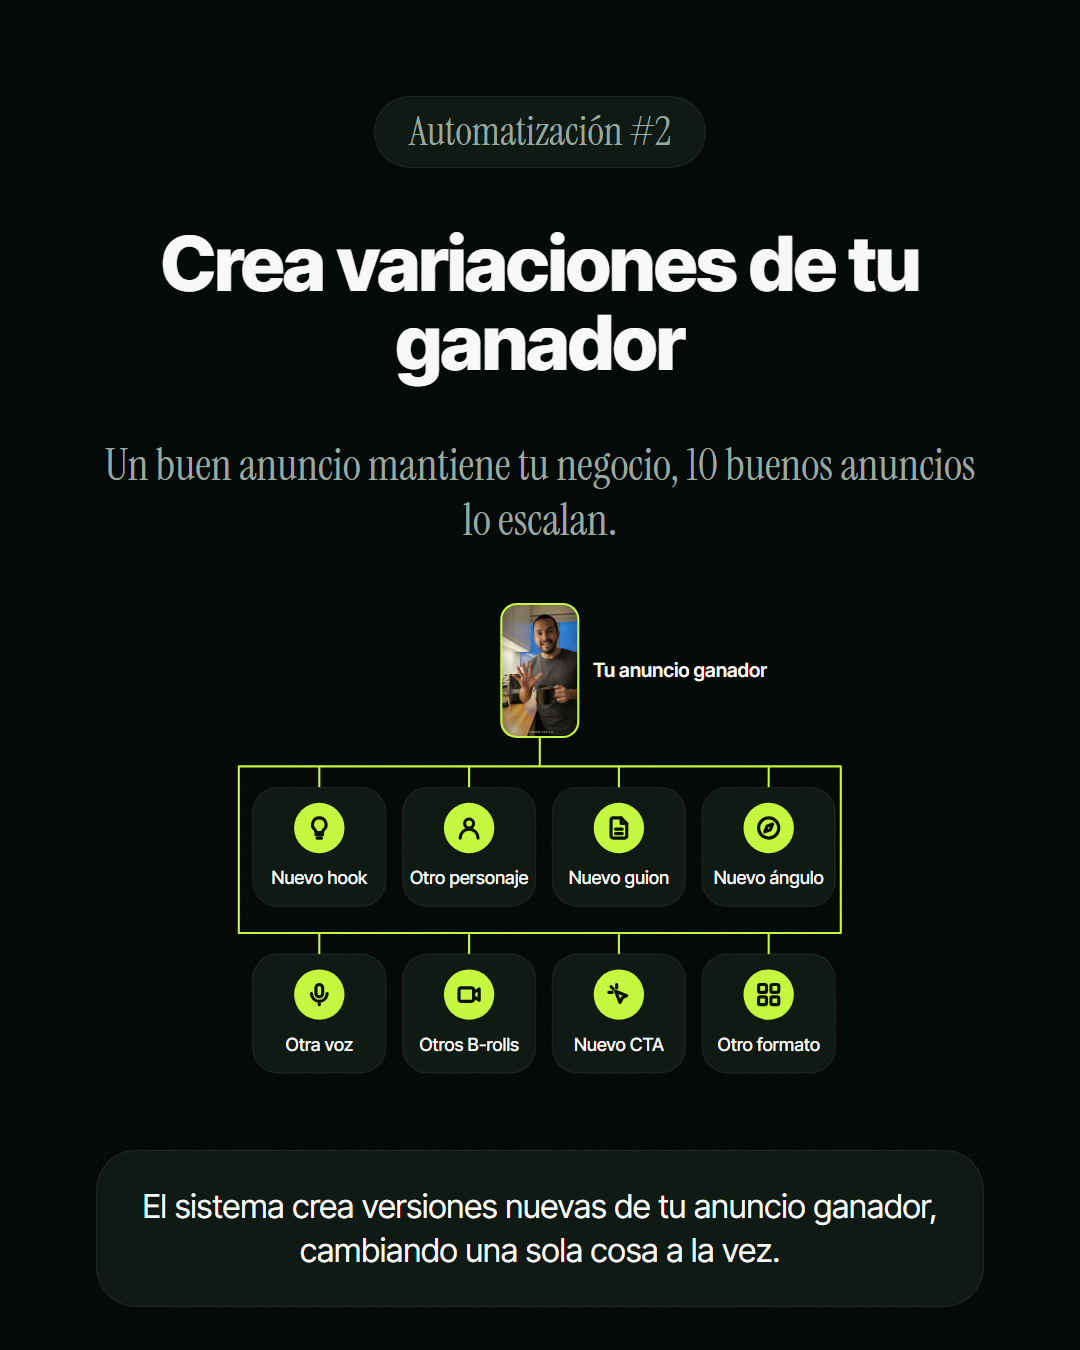 Automatización #2
Crea variaciones de tu
ganador
Un buen anuncio mantiene tu negocio, 10 buenos anuncios
lo escalan.
Tu anuncio ganador
Nuevo hook
Otro personaje
Nuevo guion
Nuevo ángulo
Otra voz
Otros B-rolls
Nuevo CTA
Otro formato
El sistema crea versiones nuevas de tu anuncio ganador,
cambiando una sola cosa a la vez.